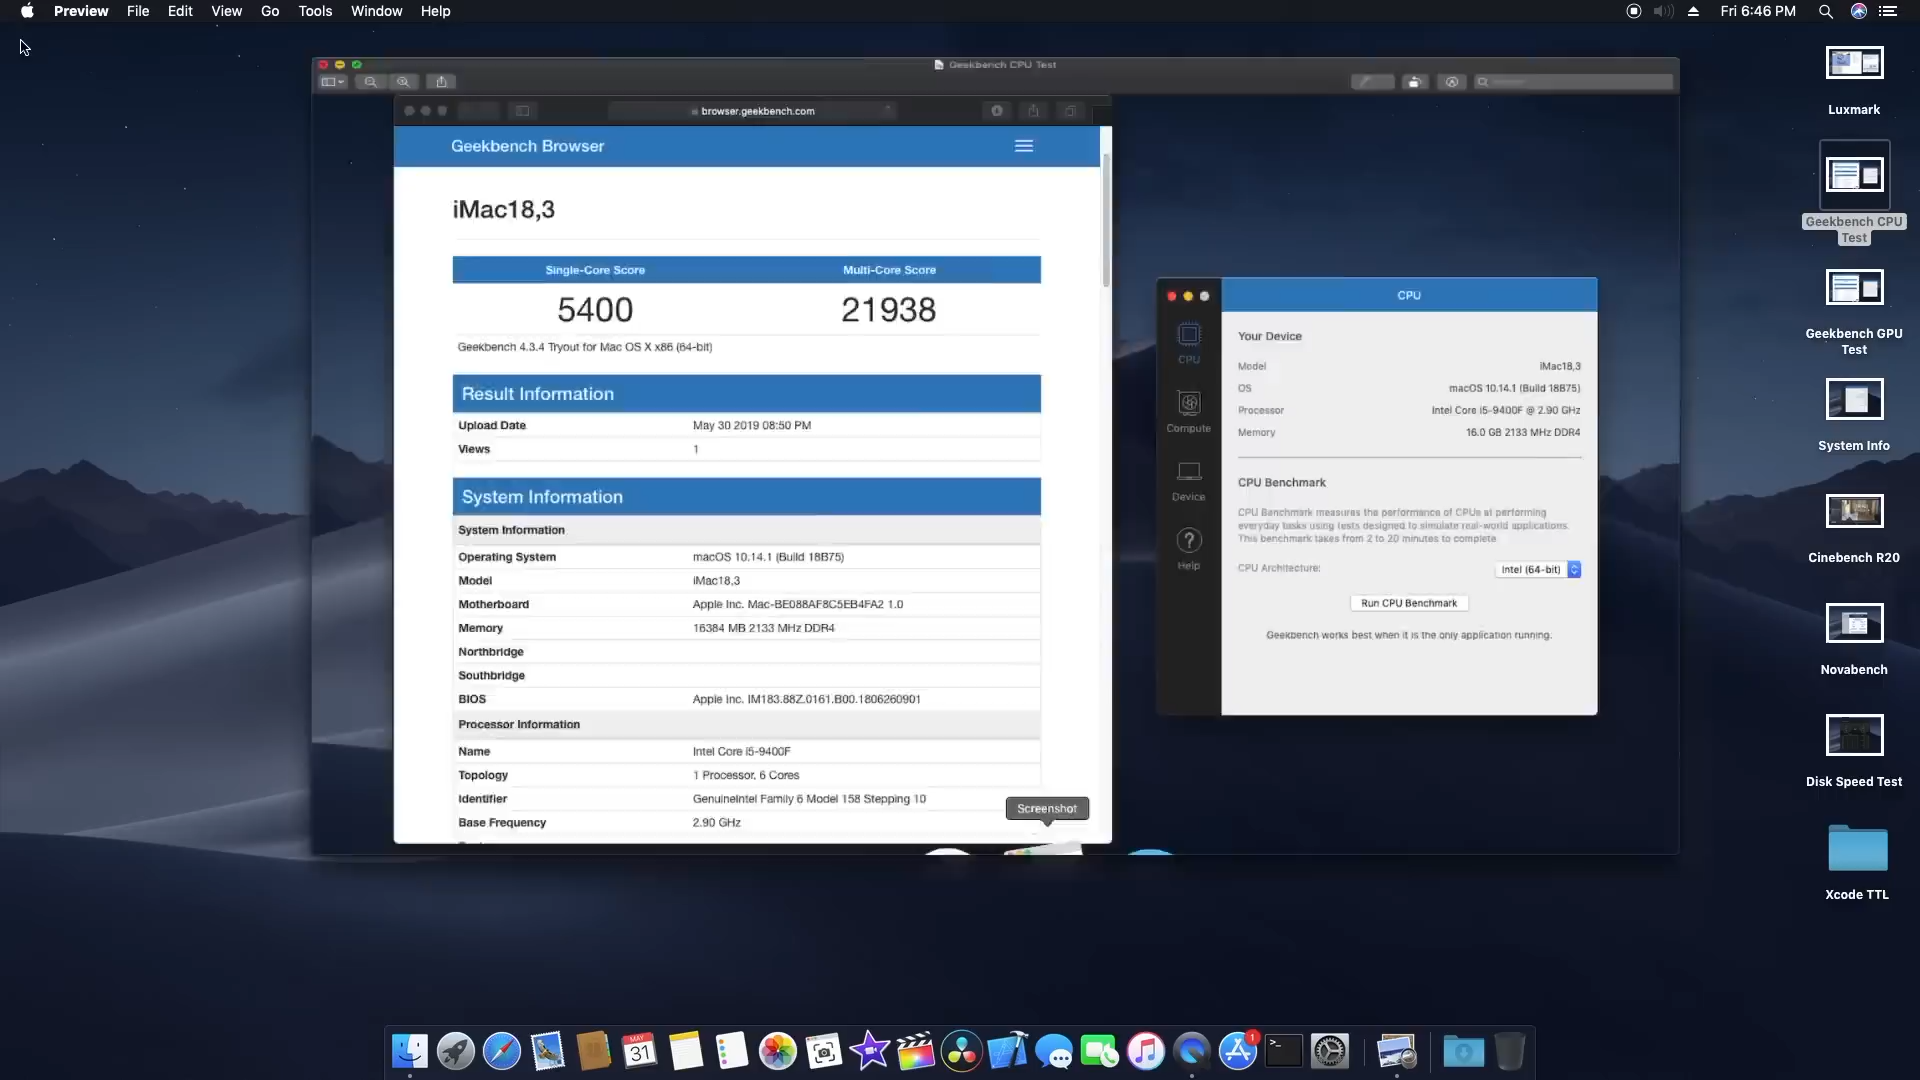 Preview File Edit View Go Tools Window Help
Fri 6:46 PM
Geekbench CPU Test
browser.geekbench.com
Geekbench Browser
iMac18,3
Single-Core Score Multi-Core Score
5400 21938
Geekbench 4.3.4 Tryout for Mac OS X x86 (64-bit)
Result Information
Upload Date May 30 2019 08:50 PM
Views 1
System Information
System Information
Operating System macOS 10.14.1 (Build 18B75)
Model iMac18,3
Motherboard Apple Inc. Mac-BE088AF8C5EB4FA2 1.0
Memory 16384 MB 2133 MHz DDR4
Northbridge
Southbridge
BIOS Apple Inc. IM183.88Z.0161.B00.1806260901
Processor Information
Name Intel Core i5-9400F
Topology 1 Processor, 6 Cores
Identifier GenuineIntel Family 6 Model 158 Stepping 10
Base Frequency 2.90 GHz
Screenshot
CPU
Compute
Device
Help
CPU
Your Device
Model iMac18,3
OS macOS 10.14.1 (Build 18B75)
Processor Intel Core i5-9400F @ 2.90 GHz
Memory 16.0 GB 2133 MHz DDR4
CPU Benchmark
CPU Benchmark measures the performance of CPUs at performing
everyday tasks using tests designed to simulate real-world applications.
This benchmark takes from 2 to 20 minutes to complete
CPU Architecture: Intel (64-bit)
Run CPU Benchmark
Geekbench works best when it is the only application running.
Luxmark
Geekbench CPU
Test
Geekbench GPU
Test
System Info
Cinebench R20
Novabench
Disk Speed Test
Xcode TTL
MAY
31
1